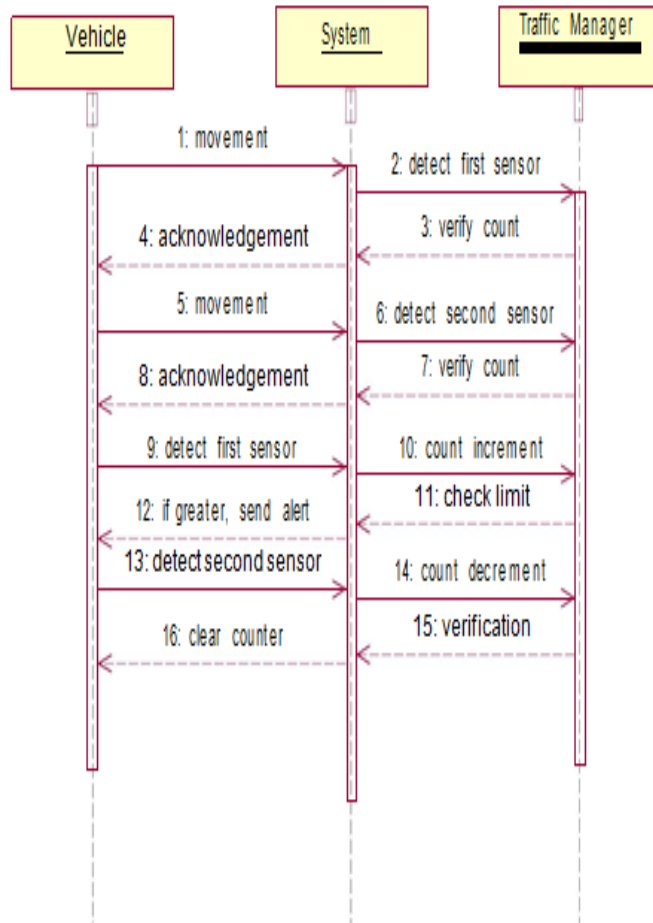 Vehicle
System
Traffic Manager
1: movement
2: detect first sensor
3: verify count
4: acknowledgement
5: movement
6: detect second sensor
7: verify count
8: acknowledgement
9: detect first sensor
10: count increment
11: check limit
12: if greater, send alert
13: detect second sensor
14: count decrement
15: verification
16: clear counter